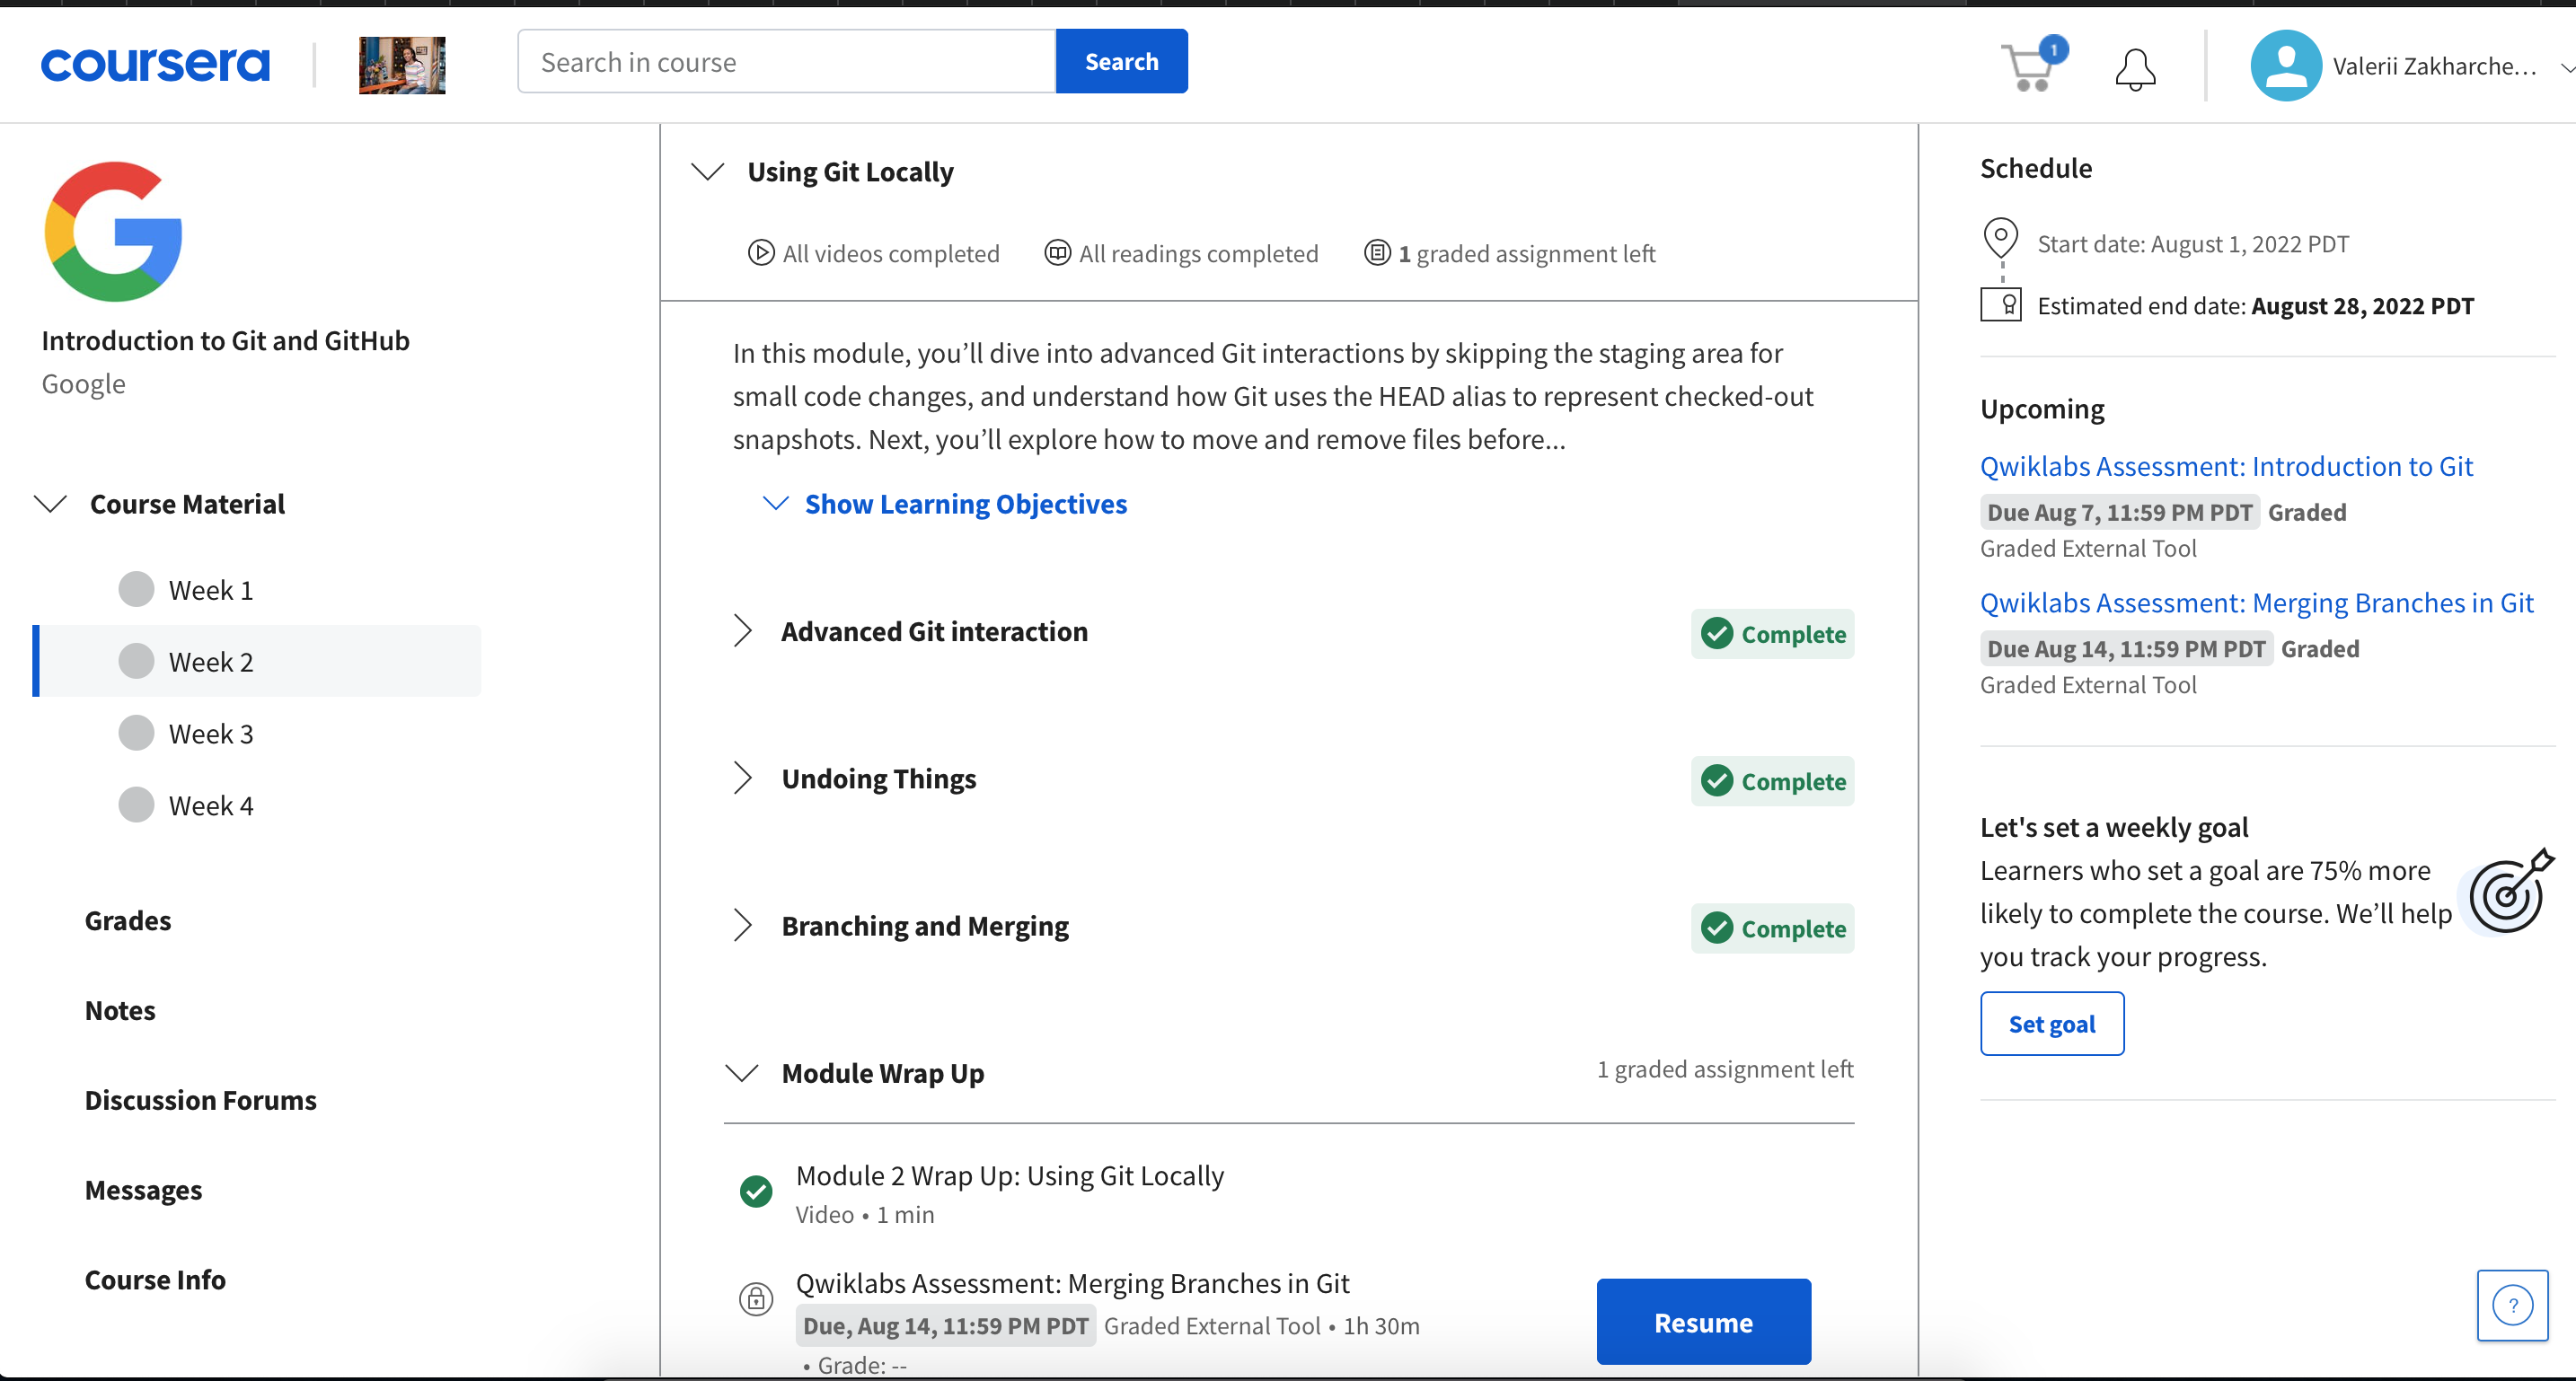 coursera
Search in course
Search
1
Valerii Zakharche...
Introduction to Git and GitHub
Google
Course Material
Week 1
Week 2
Week 3
Week 4
Grades
Notes
Discussion Forums
Messages
Course Info
Using Git Locally
All videos completed
All readings completed
1 graded assignment left
In this module, you’ll dive into advanced Git interactions by skipping the staging area for
small code changes, and understand how Git uses the HEAD alias to represent checked-out
snapshots. Next, you’ll explore how to move and remove files before...
Show Learning Objectives
Advanced Git interaction
Complete
Undoing Things
Complete
Branching and Merging
Complete
Module Wrap Up
1 graded assignment left
Module 2 Wrap Up: Using Git Locally
Video • 1 min
Qwiklabs Assessment: Merging Branches in Git
Due, Aug 14, 11:59 PM PDT Graded External Tool • 1h 30m
• Grade: --
Resume
Schedule
Start date: August 1, 2022 PDT
Estimated end date: August 28, 2022 PDT
Upcoming
Qwiklabs Assessment: Introduction to Git
Due Aug 7, 11:59 PM PDT Graded
Graded External Tool
Qwiklabs Assessment: Merging Branches in Git
Due Aug 14, 11:59 PM PDT Graded
Graded External Tool
Let's set a weekly goal
Learners who set a goal are 75% more
likely to complete the course. We’ll help
you track your progress.
Set goal
?